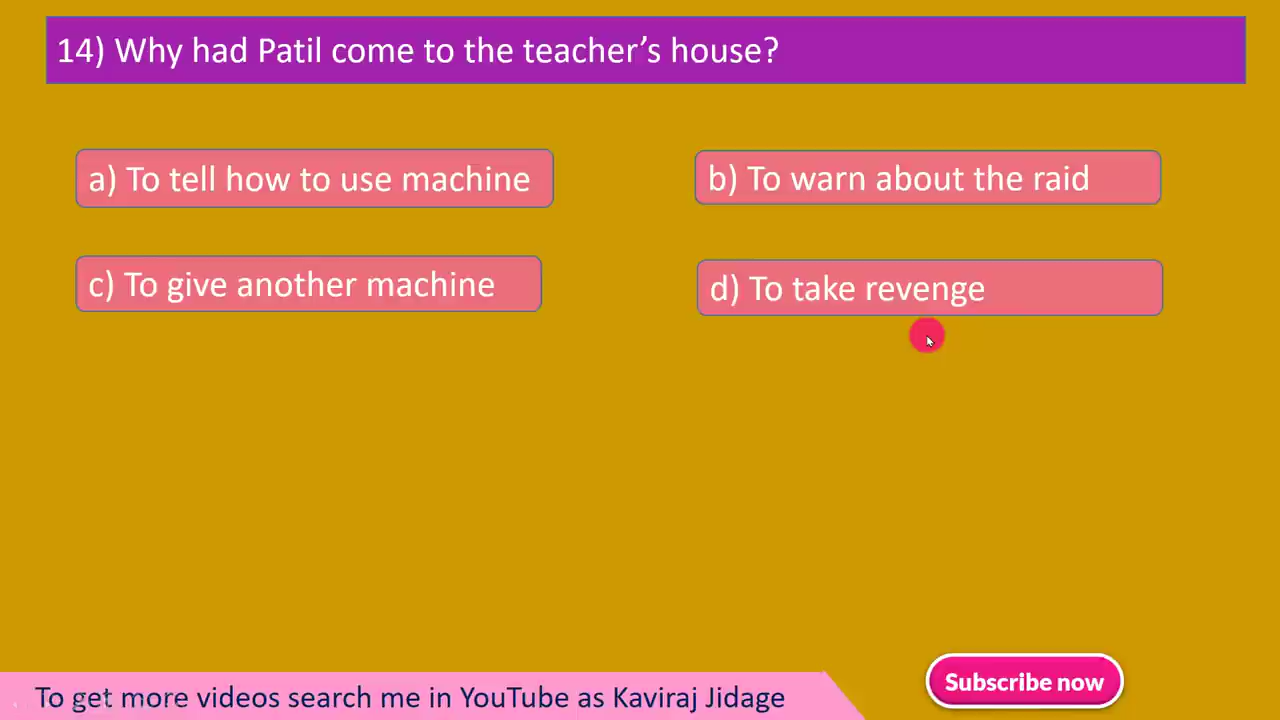 14) Why had Patil come to the teacher’s house?
a) To tell how to use machine
b) To warn about the raid
c) To give another machine
d) To take revenge
To get more videos search me in YouTube as Kaviraj Jidage
Subscribe now